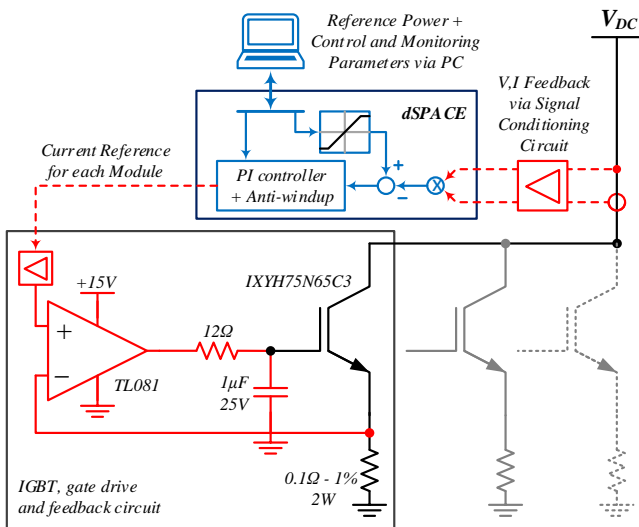 Reference Power +
Control and Monitoring
Parameters via PC
V_DC
dSPACE
V,I Feedback
via Signal
Conditioning
Circuit
Current Reference
for each Module
PI controller
+ Anti-windup
+
−
X
+15V
IXYH75N65C3
+
−
TL081
12Ω
1µF
25V
0.1Ω - 1%
2W
IGBT, gate drive
and feedback circuit